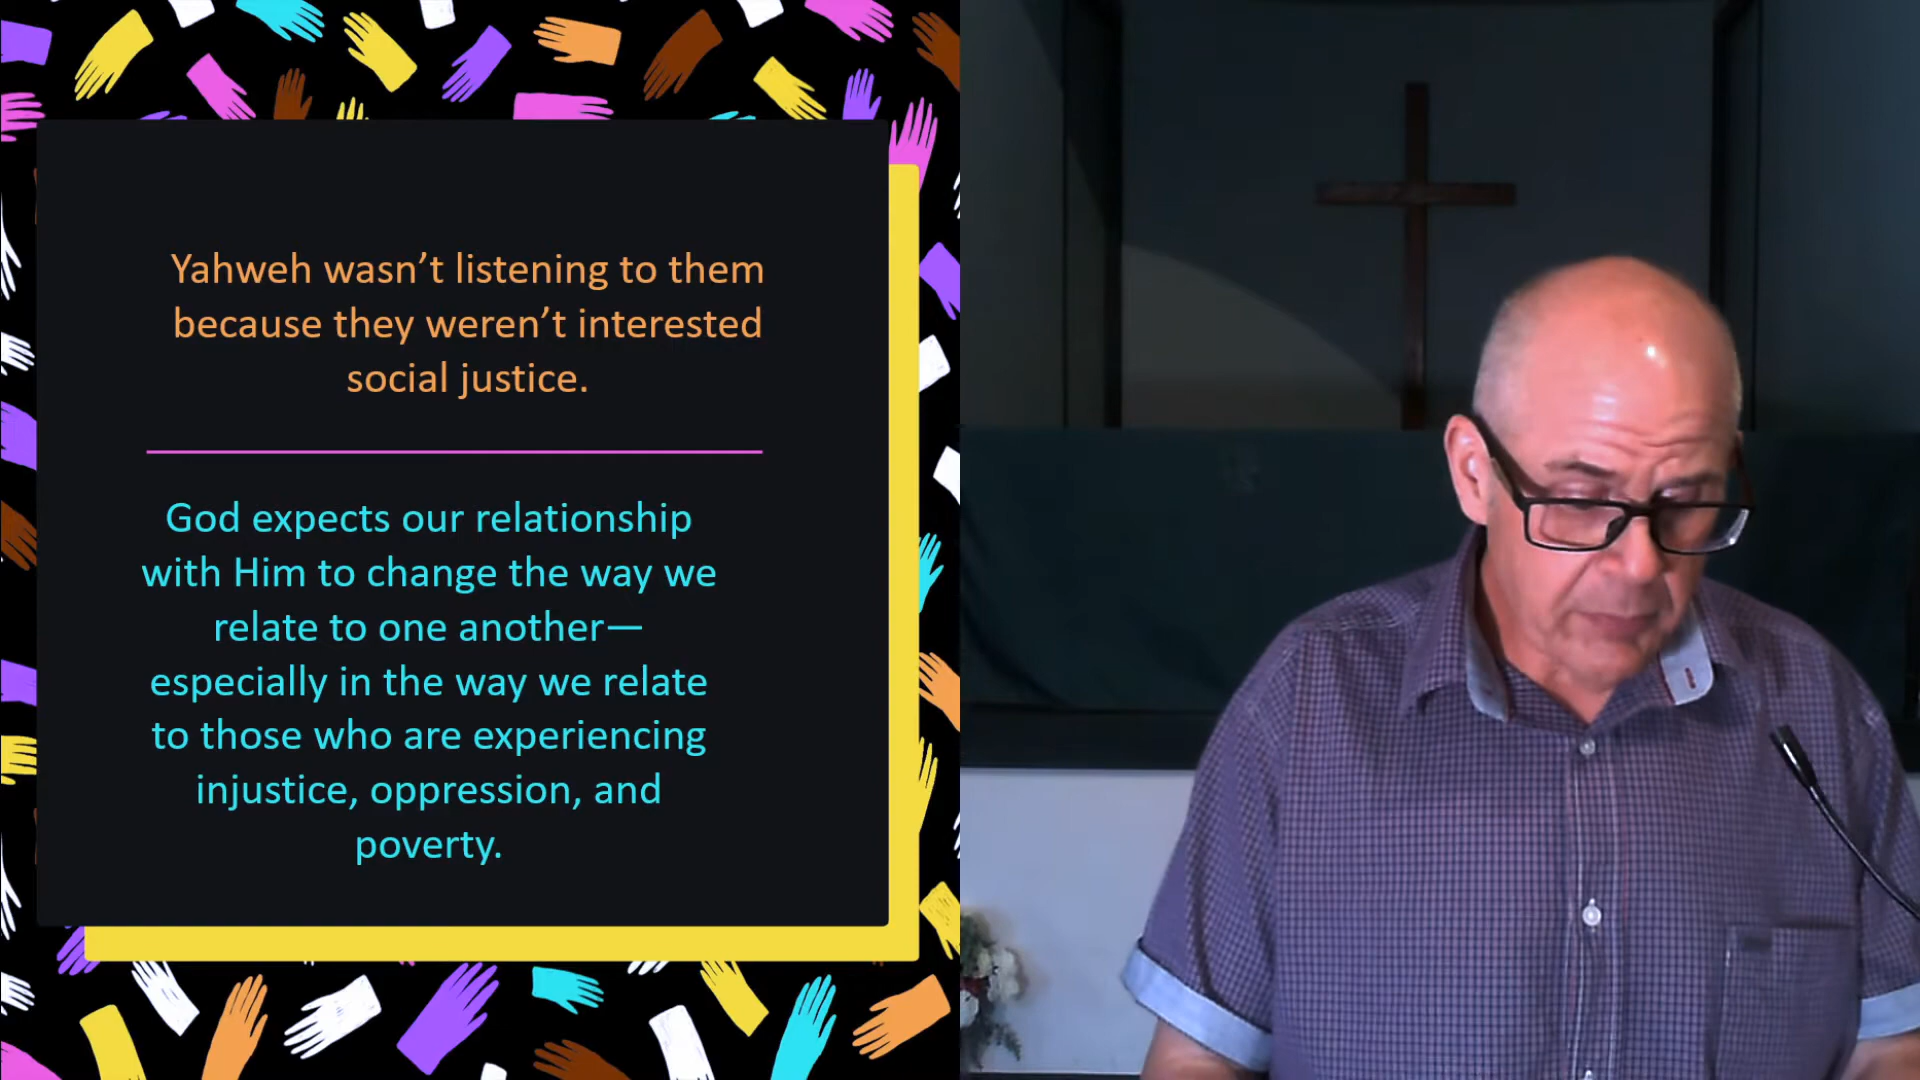 Yahweh wasn’t listening to them
because they weren’t interested
social justice.
God expects our relationship
with Him to change the way we
relate to one another—
especially in the way we relate
to those who are experiencing
injustice, oppression, and
poverty.